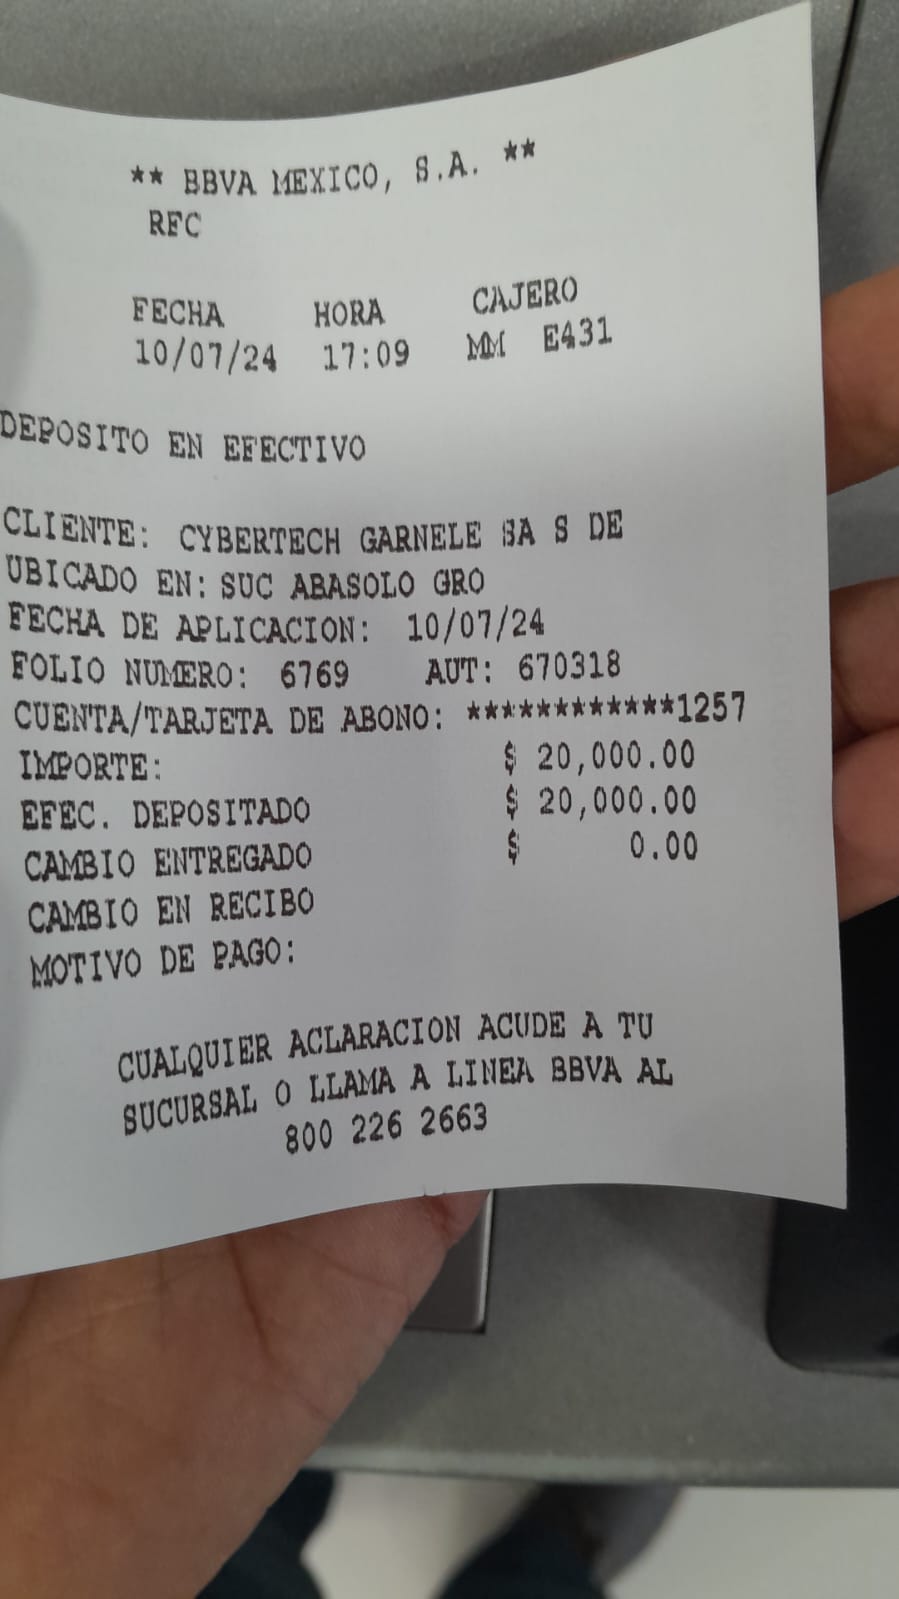 ** BBVA MEXICO, S.A. **
RFC
FECHA HORA CAJERO
10/07/24 17:09 MM E431
DEPOSITO EN EFECTIVO
CLIENTE: CYBERTECH GARNELE SA S DE
UBICADO EN: SUC ABASOLO GRO
FECHA DE APLICACION: 10/07/24
FOLIO NUMERO: 6769 AUT: 670318
CUENTA/TARJETA DE ABONO: ************1257
IMPORTE: $ 20,000.00
EFEC. DEPOSITADO $ 20,000.00
CAMBIO ENTREGADO $ 0.00
CAMBIO EN RECIBO
MOTIVO DE PAGO:
CUALQUIER ACLARACION ACUDE A TU
SUCURSAL O LLAMA A LINEA BBVA AL
800 226 2663